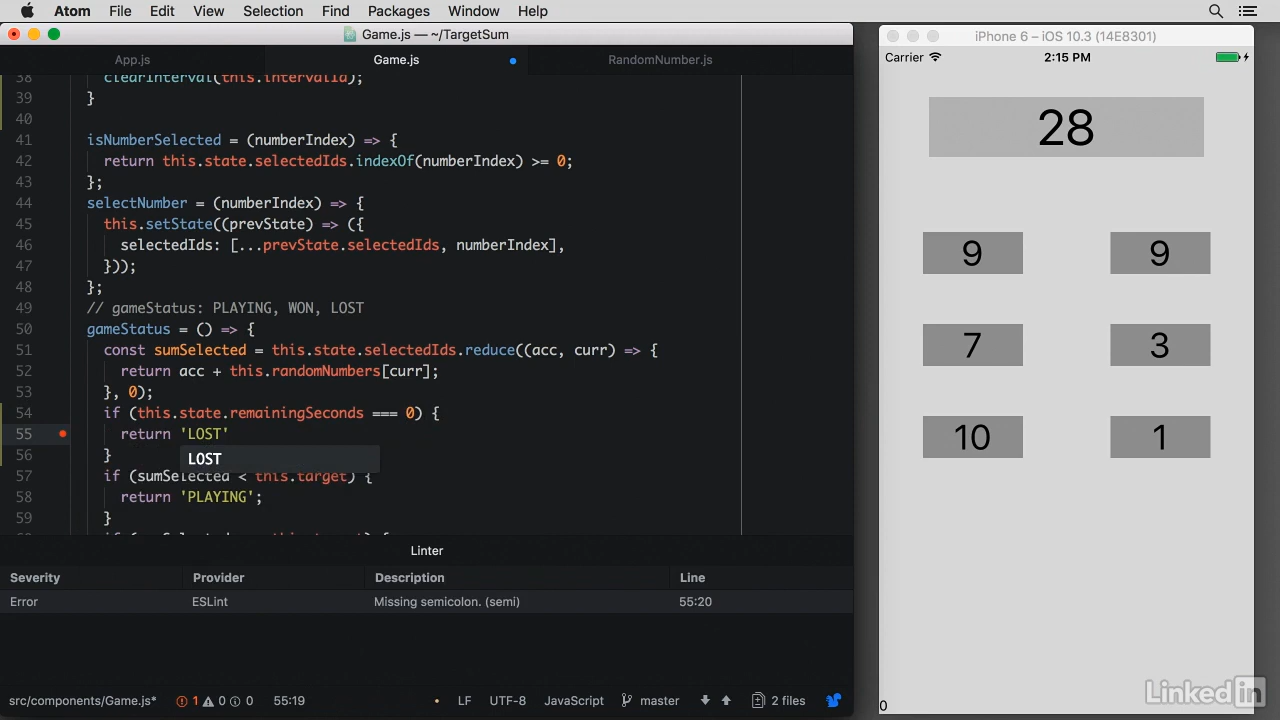 Atom File Edit View Selection Find Packages Window Help
Game.js — ~/TargetSum
App.js Game.js RandomNumber.js
38 clearInterval(this.intervalId);
39 }
40
41 isNumberSelected = (numberIndex) => {
42 return this.state.selectedIds.indexOf(numberIndex) >= 0;
43 };
44 selectNumber = (numberIndex) => {
45 this.setState((prevState) => ({
46 selectedIds: [...prevState.selectedIds, numberIndex],
47 }));
48 };
49 // gameStatus: PLAYING, WON, LOST
50 gameStatus = () => {
51 const sumSelected = this.state.selectedIds.reduce((acc, curr) => {
52 return acc + this.randomNumbers[curr];
53 }, 0);
54 if (this.state.remainingSeconds === 0) {
55 return 'LOST'
56 }
LOST
57 if (sumSelected < this.target) {
58 return 'PLAYING';
59 }
Linter
Severity Provider Description Line
Error ESLint Missing semicolon. (semi) 55:20
src/components/Game.js* 1 0 0 55:19 LF UTF-8 JavaScript master 2 files
iPhone 6 – iOS 10.3 (14E8301)
Carrier 2:15 PM
28
9 9
7 3
10 1
0
LinkedIn